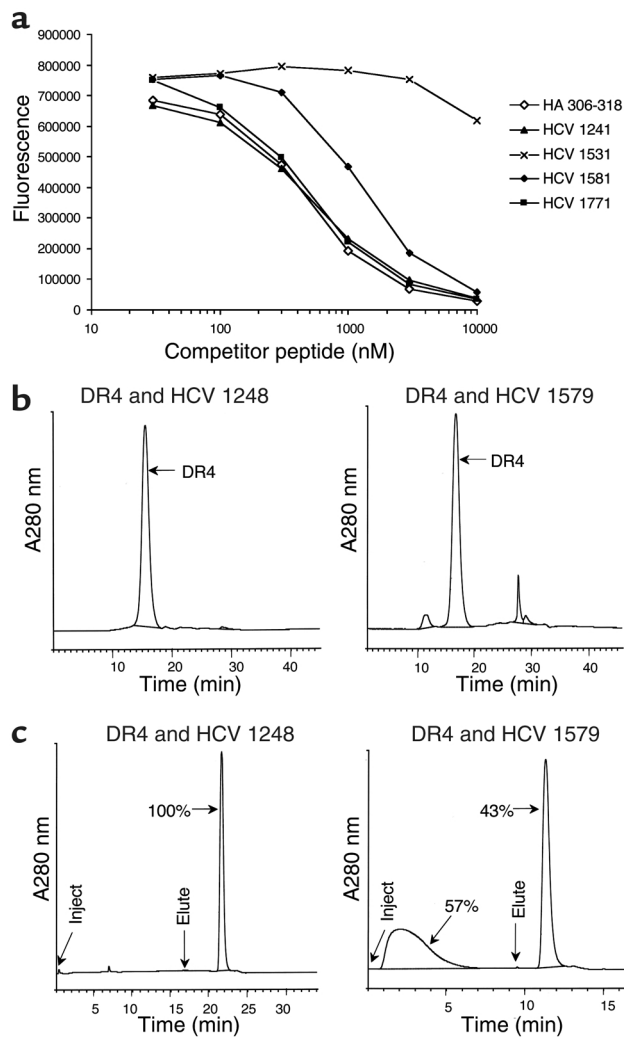 a
900000
800000
700000
600000
500000
400000
300000
200000
100000
0
Fluorescence
10
100
1000
10000
Competitor peptide (nM)
HA 306-318
HCV 1241
HCV 1531
HCV 1581
HCV 1771
b
DR4 and HCV 1248
A280 nm
DR4
10
20
30
40
Time (min)
DR4 and HCV 1579
A280 nm
DR4
10
20
30
40
Time (min)
c
DR4 and HCV 1248
A280 nm
100%
Inject
Elute
5
10
15
20
30
Time (min)
DR4 and HCV 1579
A280 nm
43%
57%
Inject
Elute
5
10
15
Time (min)